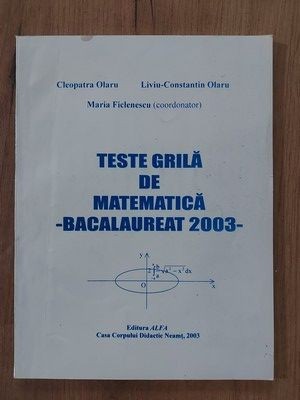 Cleopatra Olaru Liviu-Constantin Olaru
Maria Ficlenescu (coordonator)
TESTE GRILĂ
DE
MATEMATICĂ
-BACALAUREAT 2003-
y
O
x
Editura ALFA
Casa Corpului Didactic Neamţ, 2003